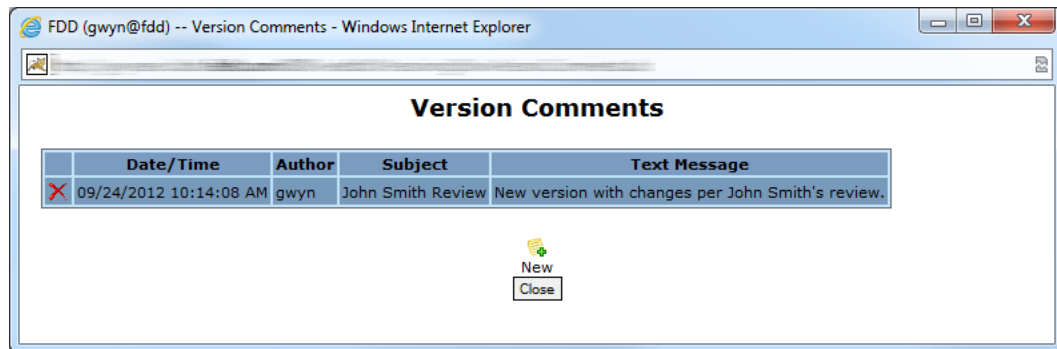 FDD (gwyn@fdd) -- Version Comments - Windows Internet Explorer
Version Comments
Date/Time Author Subject Text Message
09/24/2012 10:14:08 AM gwyn John Smith Review New version with changes per John Smith's review.
New
Close